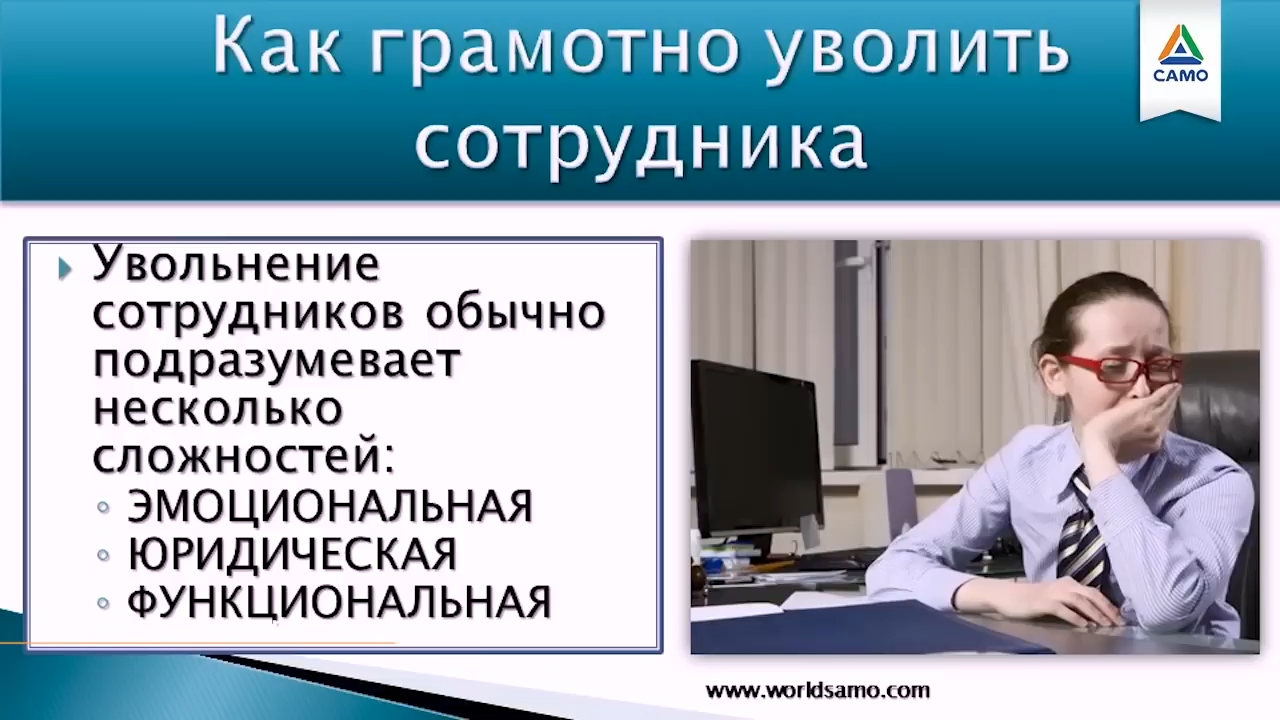 Как грамотно уволить
сотрудника
САМО
Увольнение
сотрудников обычно
подразумевает
несколько
сложностей:
ЭМОЦИОНАЛЬНАЯ
ЮРИДИЧЕСКАЯ
ФУНКЦИОНАЛЬНАЯ
www.worldsamo.com